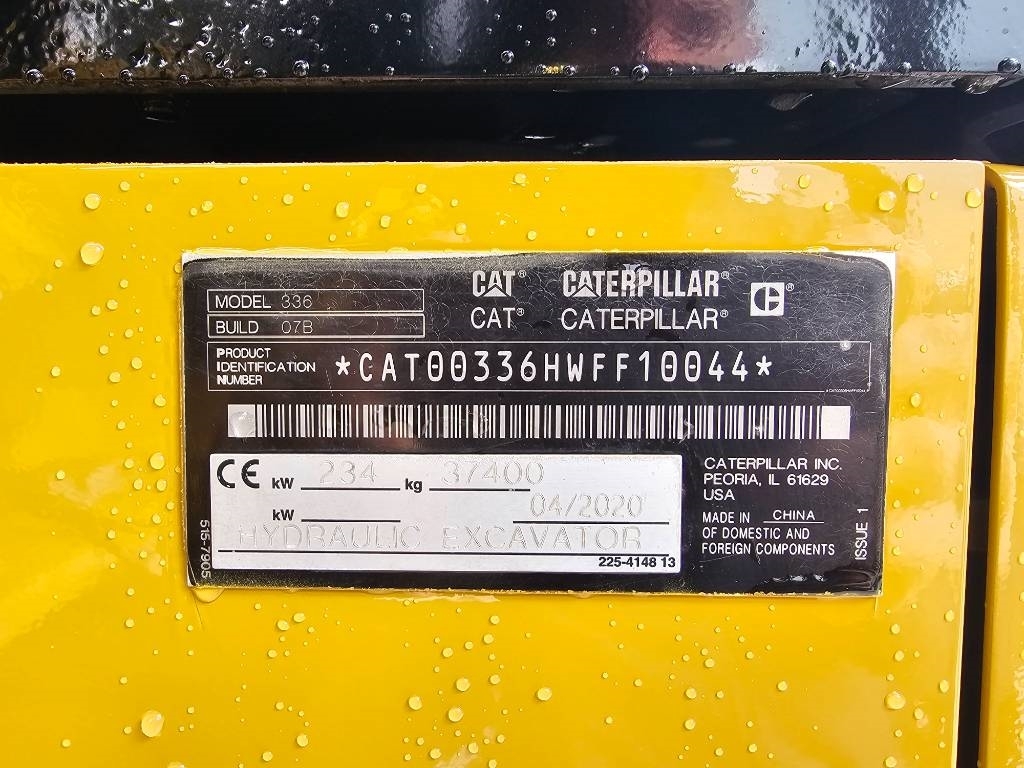 MODEL 336
BUILD 07B
CAT® CATERPILLAR® C®
CAT® CATERPILLAR®
PRODUCT
IDENTIFICATION
NUMBER
*CAT00336HWFF10044*
CE kW 234 kg 37400
kW 04/2020
HYDRAULIC EXCAVATOR
225-4148 13
515-7905
CATERPILLAR INC.
PEORIA, IL 61629
USA
MADE IN CHINA
OF DOMESTIC AND
FOREIGN COMPONENTS
ISSUE 1